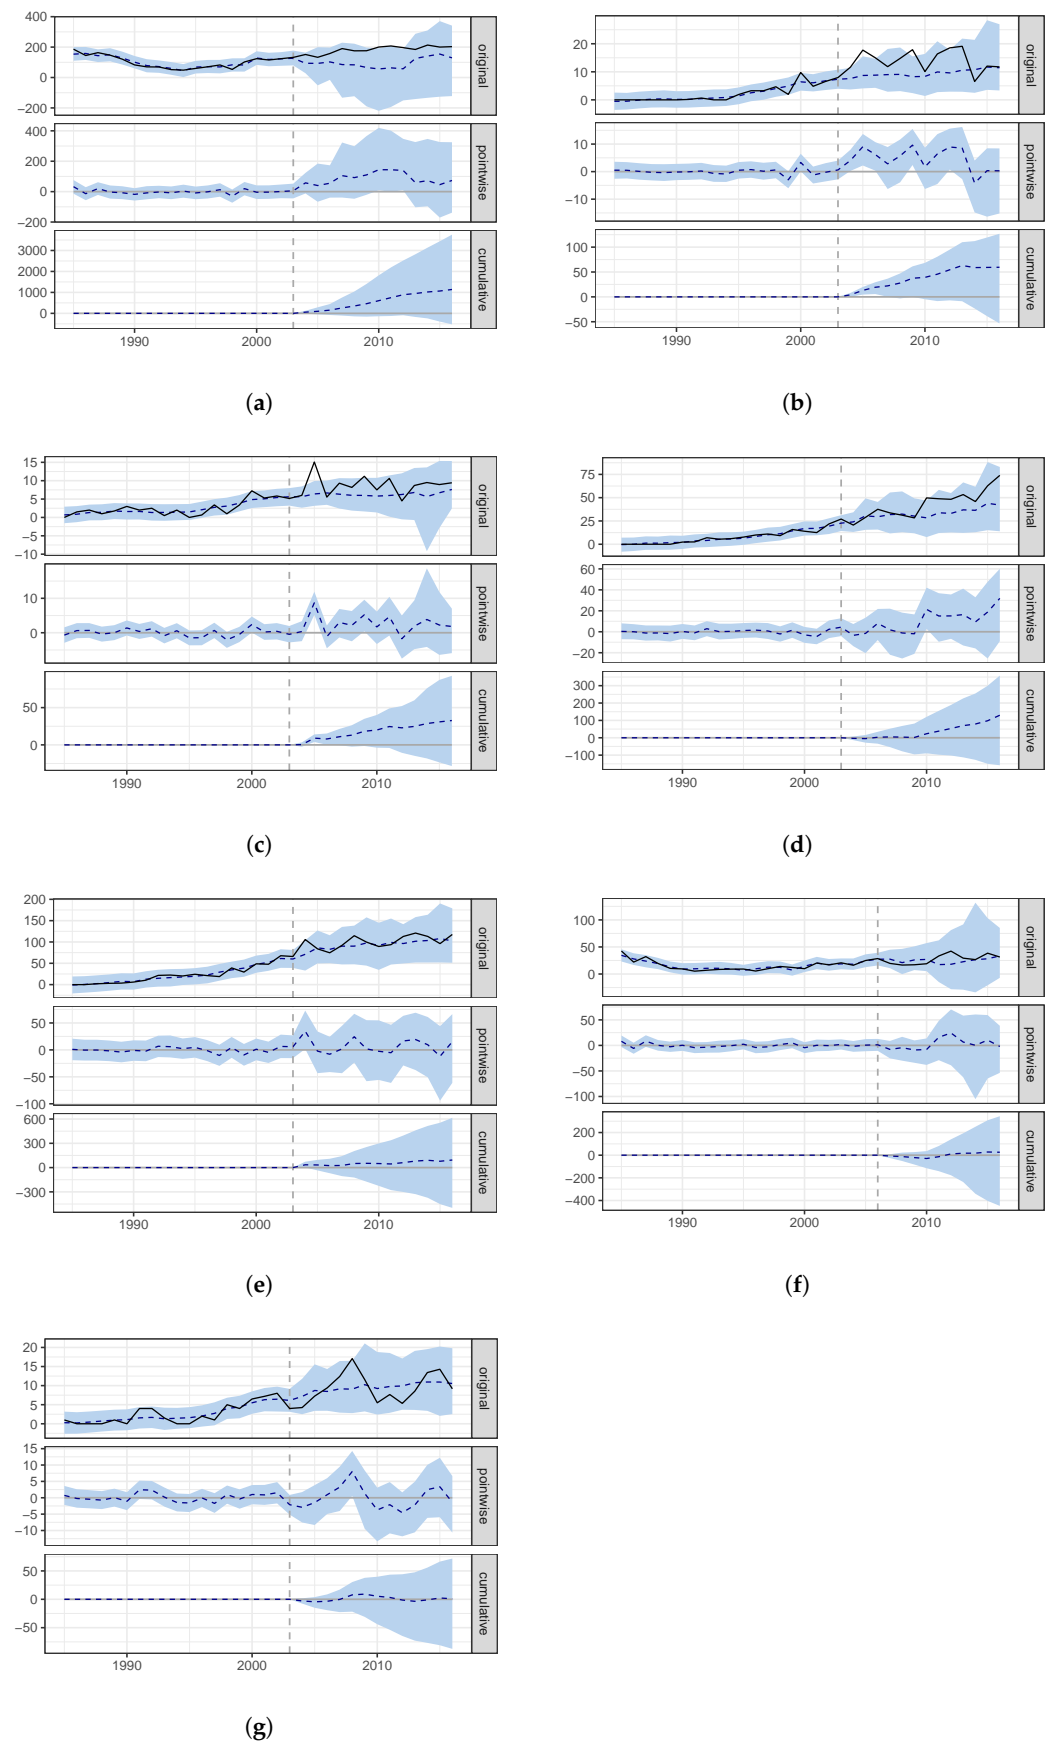 400
200
0
−200
original
400
200
0
−200
pointwise
3000
2000
1000
0
cumulative
1990 2000 2010
(a)
20
10
0
original
10
0
−10
pointwise
100
50
0
−50
cumulative
1990 2000 2010
(b)
15
10
5
0
−5
−10
original
10
0
pointwise
50
0
cumulative
1990 2000 2010
(c)
75
50
25
0
original
60
40
20
0
−20
pointwise
300
200
100
0
−100
cumulative
1990 2000 2010
(d)
200
150
100
50
0
original
50
0
−50
−100
pointwise
600
300
0
−300
cumulative
1990 2000 2010
(e)
100
50
0
original
50
0
−50
−100
pointwise
200
0
−200
−400
cumulative
1990 2000 2010
(f)
20
15
10
5
0
original
15
10
5
0
−5
−10
pointwise
50
0
−50
cumulative
1990 2000 2010
(g)